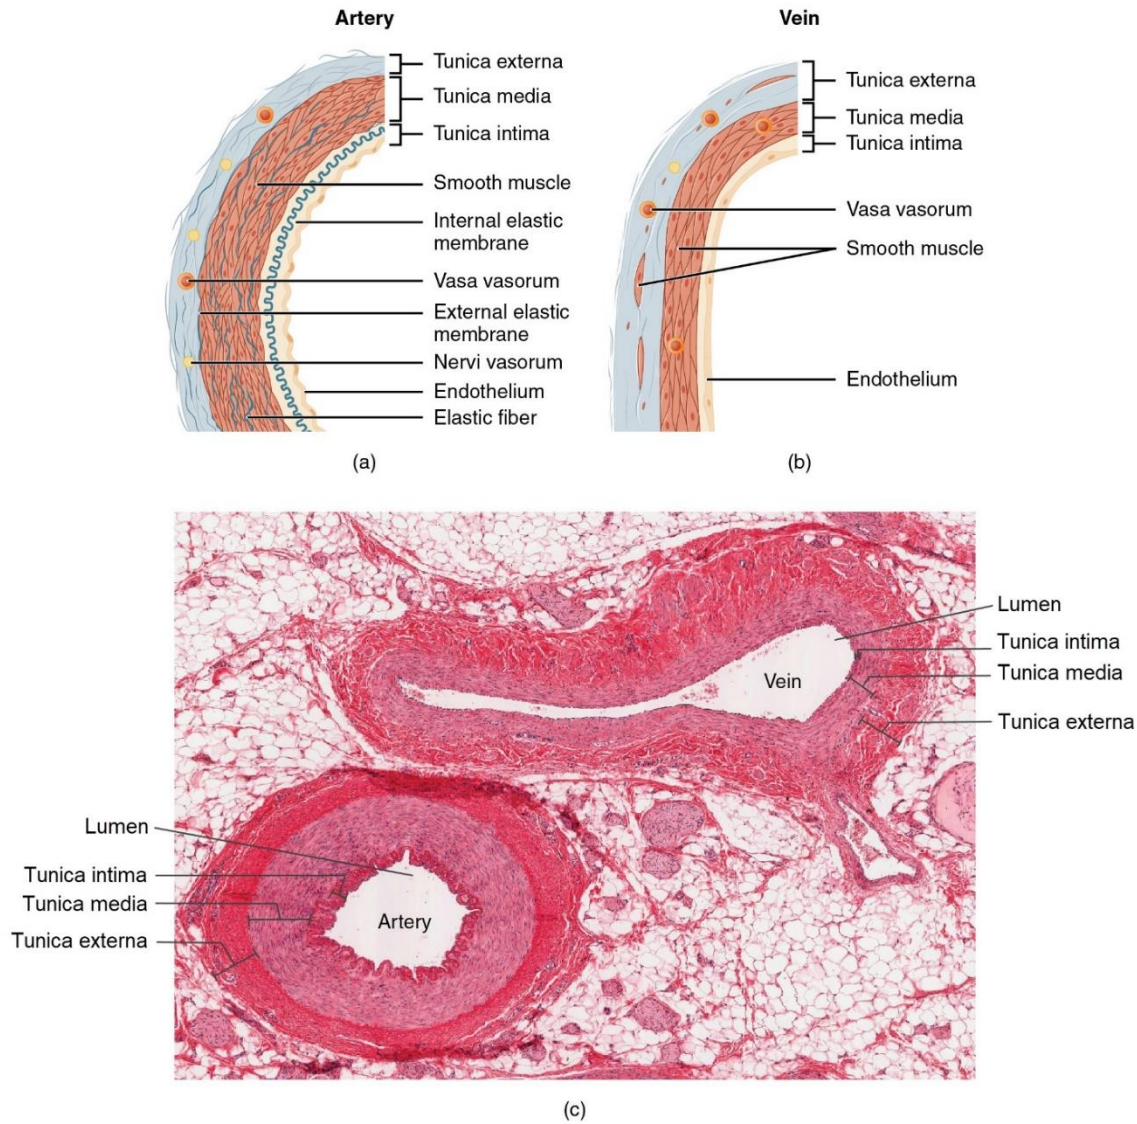 Artery
Tunica externa
Tunica media
Tunica intima
Smooth muscle
Internal elastic
membrane
Vasa vasorum
External elastic
membrane
Nervi vasorum
Endothelium
Elastic fiber
(a)
Vein
Tunica externa
Tunica media
Tunica intima
Vasa vasorum
Smooth muscle
Endothelium
(b)
Lumen
Tunica intima
Tunica media
Tunica externa
Vein
Lumen
Tunica intima
Tunica media
Tunica externa
Artery
(c)